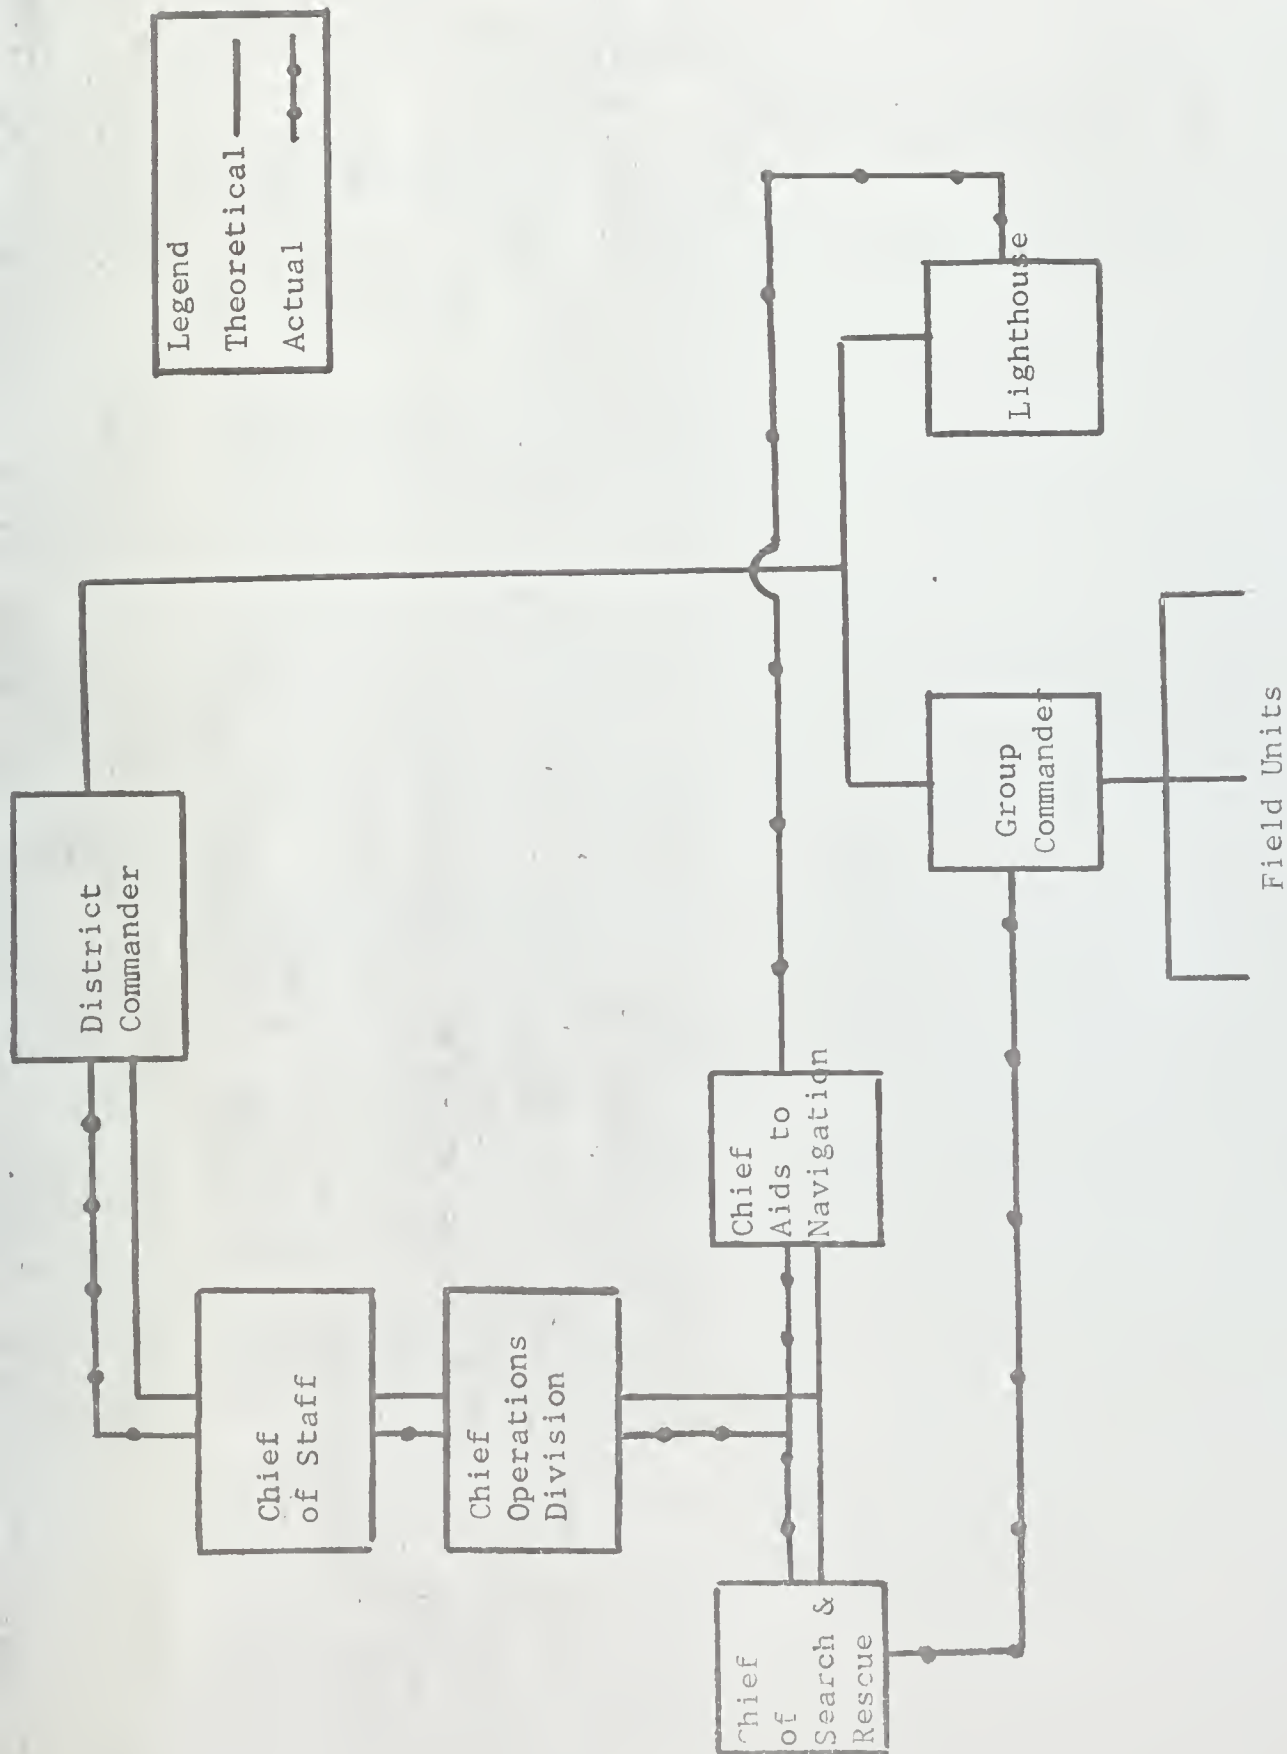 Legend
Theoretical
Actual
District
Commander
Chief
of Staff
Chief
Operations
Division
Chief
Aids to
Navigation
Chief
of
Search &
Rescue
Group
Commander
Lighthouse
Field Units